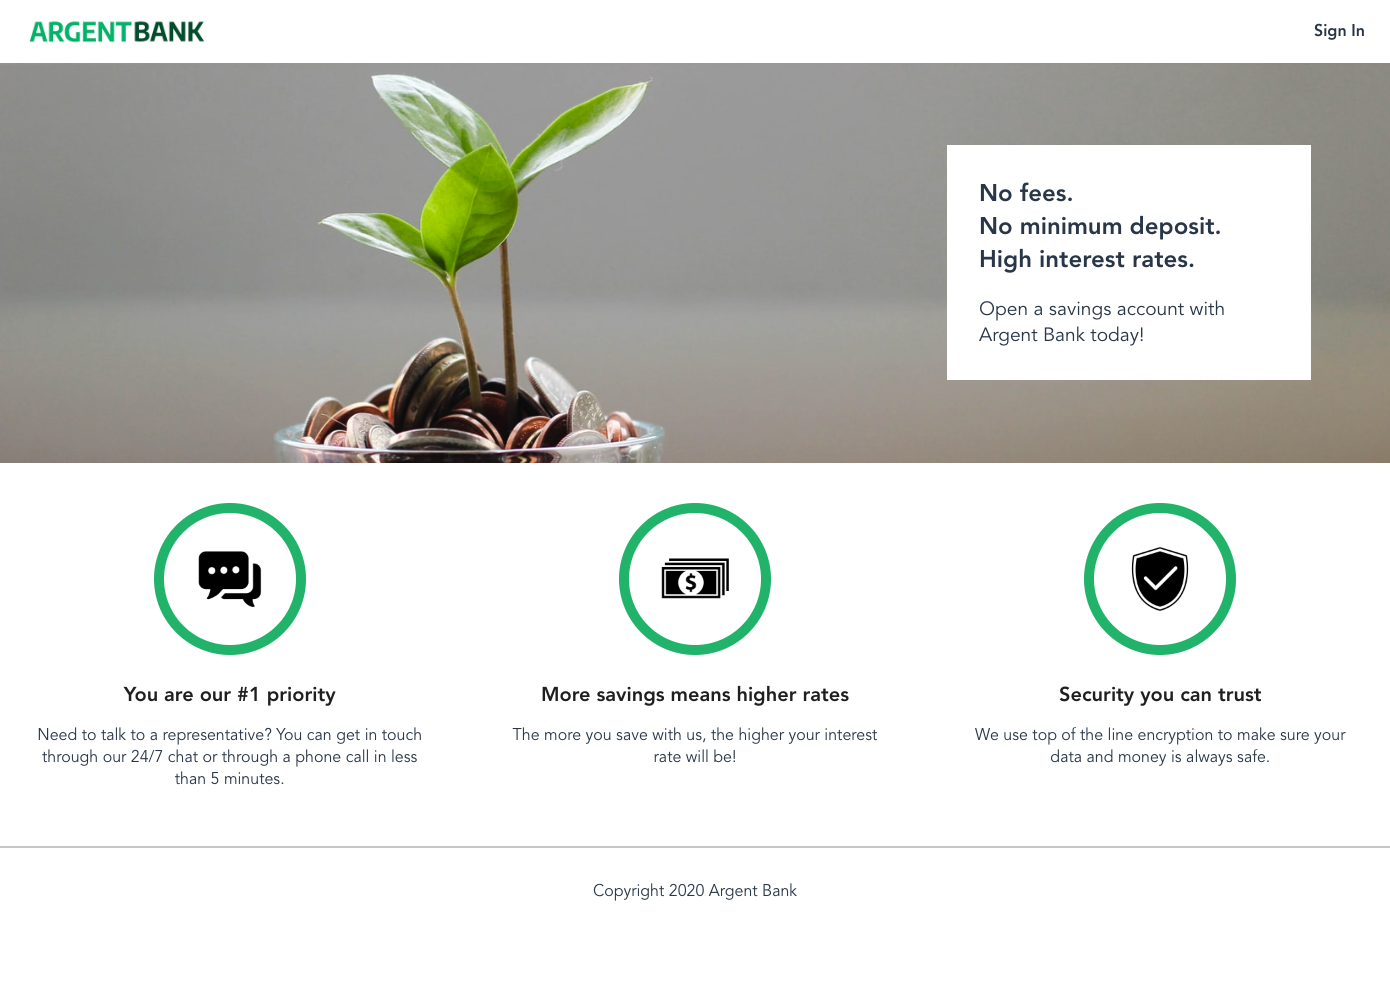 ARGENTBANK
Sign In
No fees.
No minimum deposit.
High interest rates.
Open a savings account with
Argent Bank today!
You are our #1 priority
Need to talk to a representative? You can get in touch
through our 24/7 chat or through a phone call in less
than 5 minutes.
More savings means higher rates
The more you save with us, the higher your interest
rate will be!
Security you can trust
We use top of the line encryption to make sure your
data and money is always safe.
Copyright 2020 Argent Bank